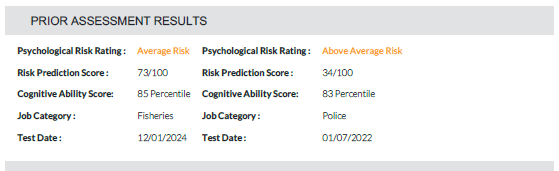 PRIOR ASSESSMENT RESULTS
Psychological Risk Rating : Average Risk Psychological Risk Rating : Above Average Risk
Risk Prediction Score : 73/100 Risk Prediction Score : 34/100
Cognitive Ability Score: 85 Percentile Cognitive Ability Score: 83 Percentile
Job Category : Fisheries Job Category : Police
Test Date : 12/01/2024 Test Date : 01/07/2022